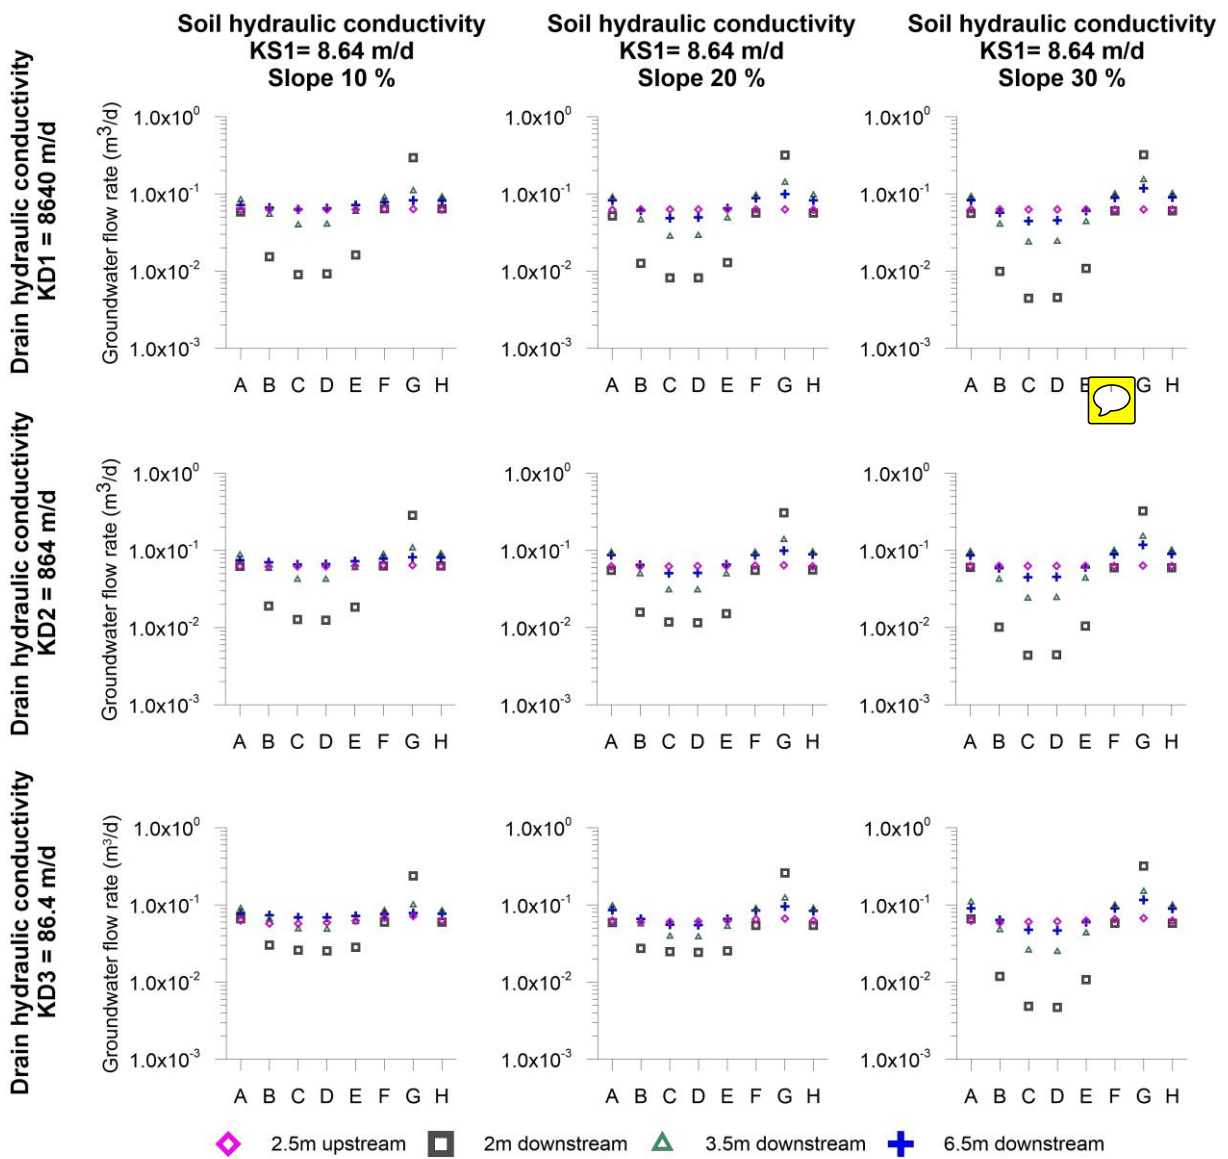 Soil hydraulic conductivity
KS1= 8.64 m/d
Slope 10 %
Soil hydraulic conductivity
KS1= 8.64 m/d
Slope 20 %
Soil hydraulic conductivity
KS1= 8.64 m/d
Slope 30 %
Drain hydraulic conductivity
KD1 = 8640 m/d
Groundwater flow rate (m³/d)
1.0x10⁰
1.0x10⁻¹
1.0x10⁻²
1.0x10⁻³
A B C D E F G H
1.0x10⁰
1.0x10⁻¹
1.0x10⁻²
1.0x10⁻³
A B C D E F G H
1.0x10⁰
1.0x10⁻¹
1.0x10⁻²
1.0x10⁻³
A B C D E G H
Drain hydraulic conductivity
KD2 = 864 m/d
Groundwater flow rate (m³/d)
1.0x10⁰
1.0x10⁻¹
1.0x10⁻²
1.0x10⁻³
A B C D E F G H
1.0x10⁰
1.0x10⁻¹
1.0x10⁻²
1.0x10⁻³
A B C D E F G H
1.0x10⁰
1.0x10⁻¹
1.0x10⁻²
1.0x10⁻³
A B C D E F G H
Drain hydraulic conductivity
KD3 = 86.4 m/d
Groundwater flow rate (m³/d)
1.0x10⁰
1.0x10⁻¹
1.0x10⁻²
1.0x10⁻³
A B C D E F G H
1.0x10⁰
1.0x10⁻¹
1.0x10⁻²
1.0x10⁻³
A B C D E F G H
1.0x10⁰
1.0x10⁻¹
1.0x10⁻²
1.0x10⁻³
A B C D E F G H
2.5m upstream 2m downstream 3.5m downstream 6.5m downstream